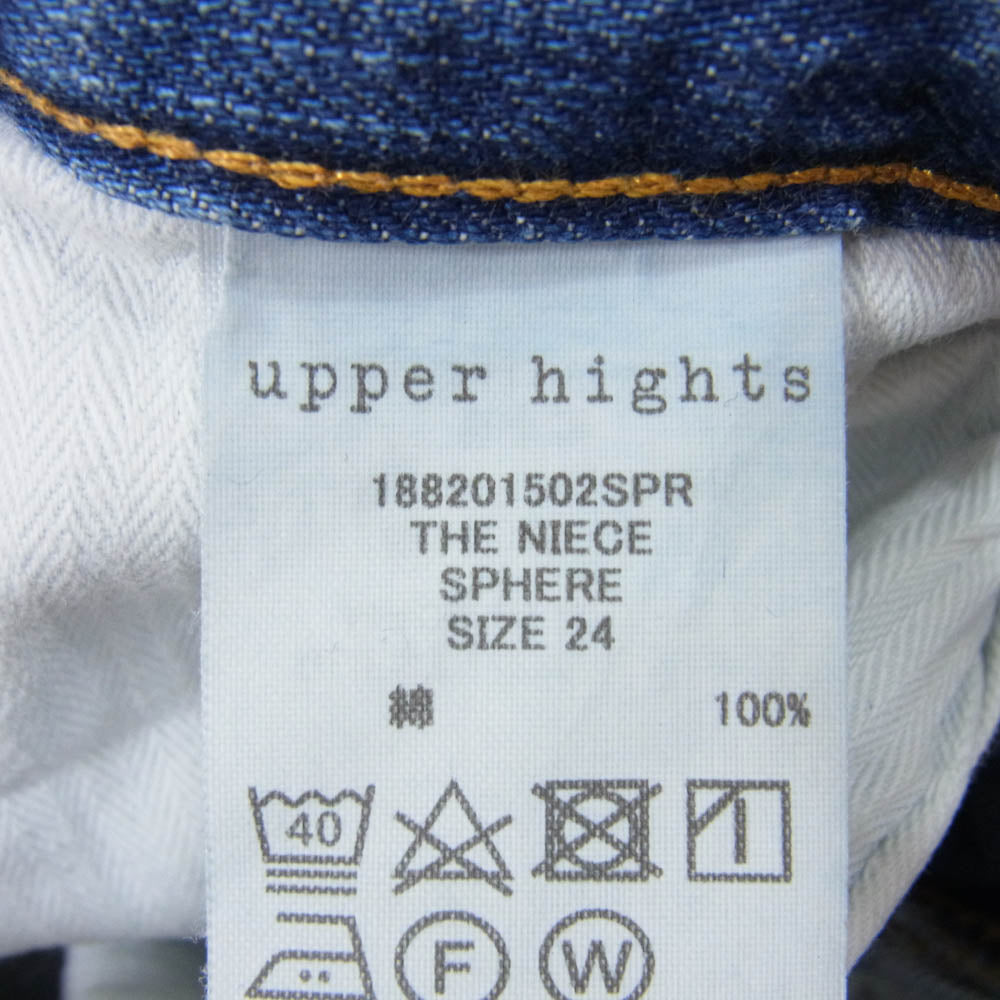 upper hights
188201502SPR
THE NIECE
SPHERE
SIZE 24
綿 100%
40
F W